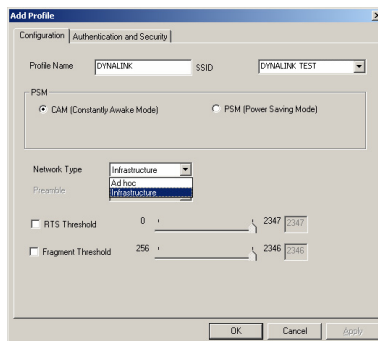 Add Profile
Configuration Authentication and Security
Profile Name DYNALINK SSID DYNALINK TEST
PSM
CAM (Constantly Awake Mode) PSM (Power Saving Mode)
Network Type Infrastructure
Ad hoc
Preamble Infrastructure
RTS Threshold 0 2347 2347
Fragment Threshold 256 2346 2346
OK Cancel Apply